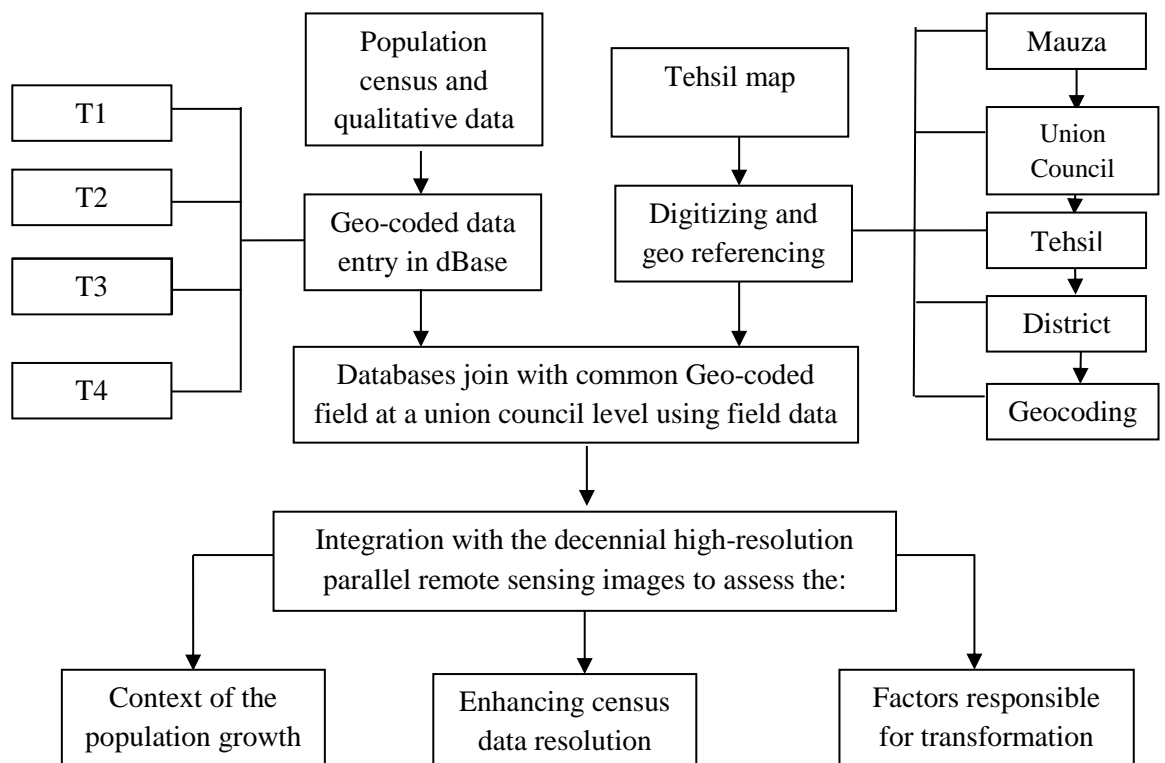 Population
census and
qualitative data
Tehsil map
Mauza
T1
T2
T3
T4
Union
Council
Geo-coded data
entry in dBase
Digitizing and
geo referencing
Tehsil
District
Geocoding
Databases join with common Geo-coded
field at a union council level using field data
Integration with the decennial high-resolution
parallel remote sensing images to assess the:
Context of the
population growth
Enhancing census
data resolution
Factors responsible
for transformation